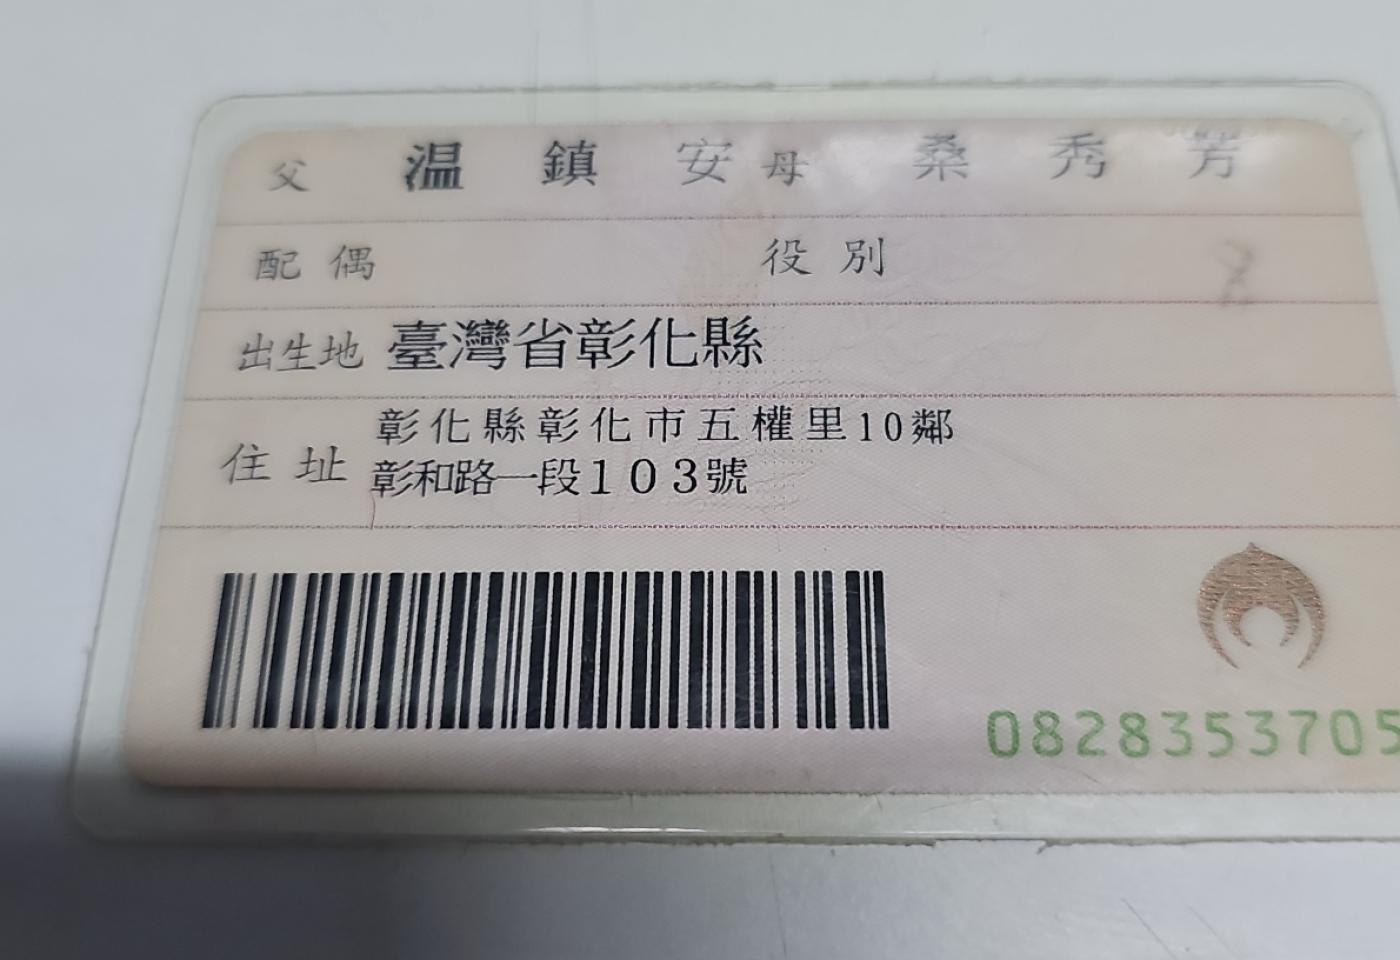 父 温鎮安 母 桑秀芳
配偶 役別
出生地 臺灣省彰化縣
住址 彰化縣彰化市五權里10鄰
彰和路一段103號
0828353705